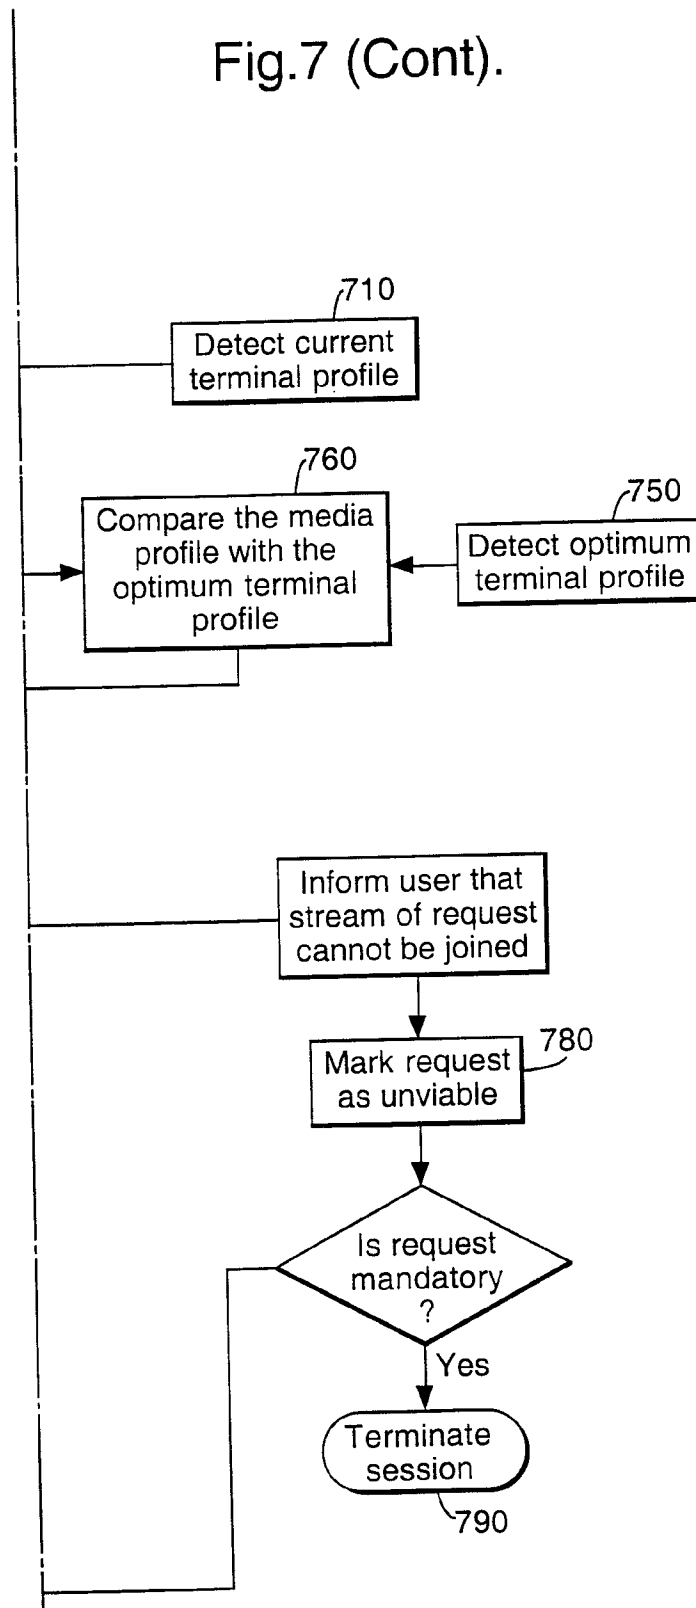 Fig.7 (Cont).
710
Detect current
terminal profile
760
Compare the media
profile with the
optimum terminal
profile
750
Detect optimum
terminal profile
Inform user that
stream of request
cannot be joined
780
Mark request
as unviable
Is request
mandatory
?
Yes
Terminate
session
790